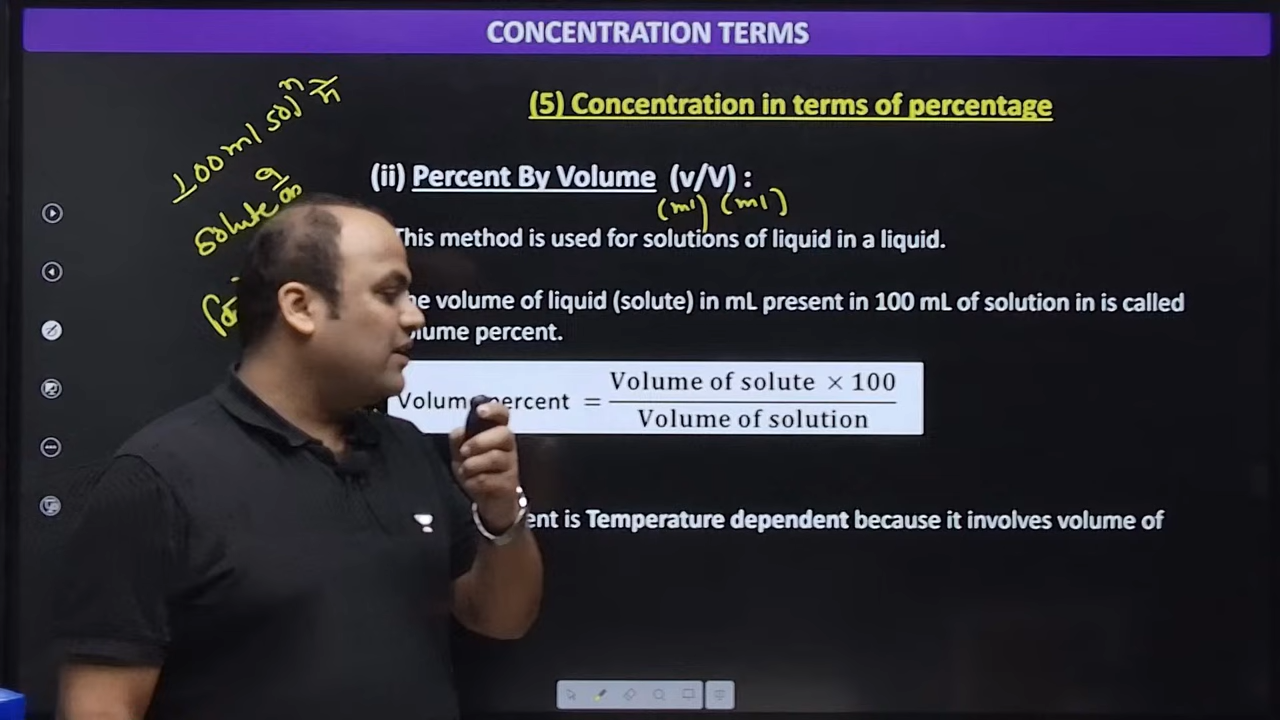 CONCENTRATION TERMS
(5) Concentration in terms of percentage
100 ml solⁿ में
solute
(ii) Percent By Volume (v/V) :
(ml) (ml)
This method is used for solutions of liquid in a liquid.
volume of liquid (solute) in mL present in 100 mL of solution in is called
percent.
Volume percent = Volume of solute × 100
Volume of solution
is Temperature dependent because it involves volume of